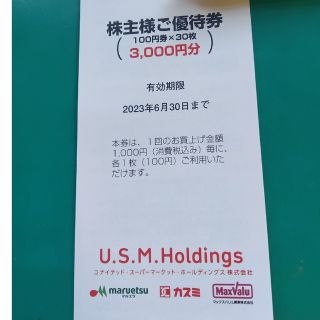 株主様ご優待券
(100円券×30枚
3,000円分)
有効期限
2023年6月30日まで
本券は、1回のお買上げ金額
1,000円（消費税込み）毎に、
各1枚（100円）ご利用いた
だけます。
U.S.M.Holdings
ユナイテッド・スーパーマーケット・ホールディングス株式会社
maruetsu カスミ MaxValu
マルエツ